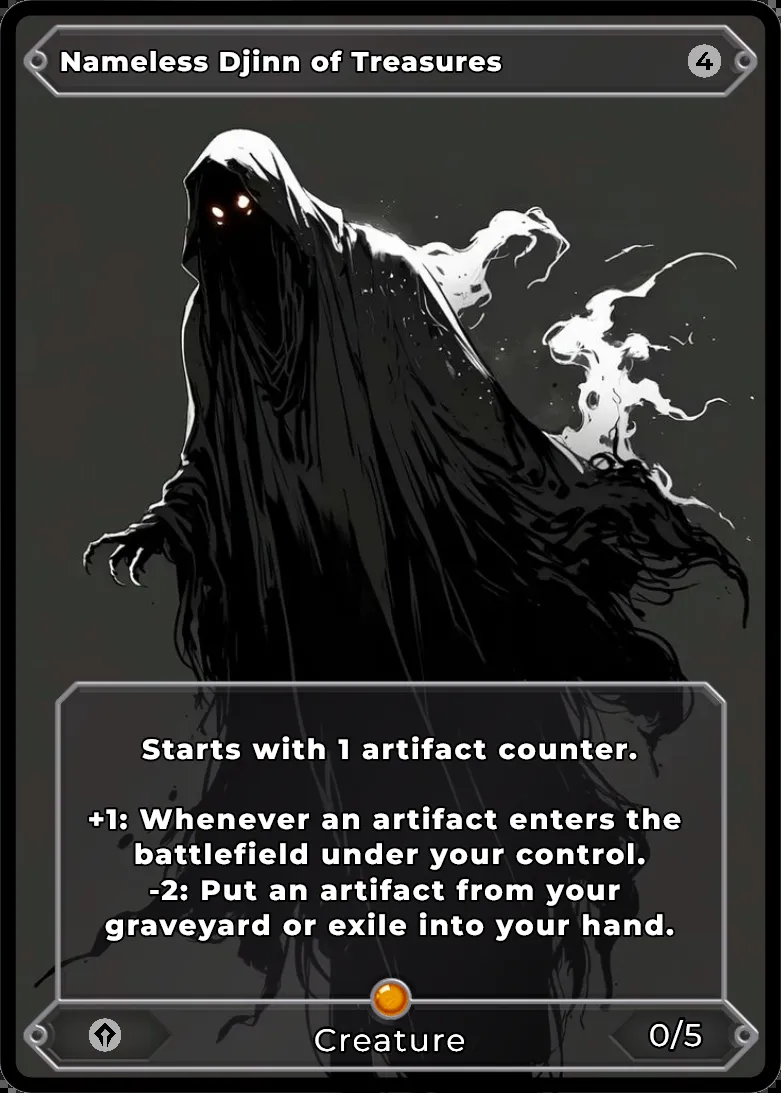 Nameless Djinn of Treasures 4
Starts with 1 artifact counter.
+1: Whenever an artifact enters the
battlefield under your control.
-2: Put an artifact from your
graveyard or exile into your hand.
Creature 0/5